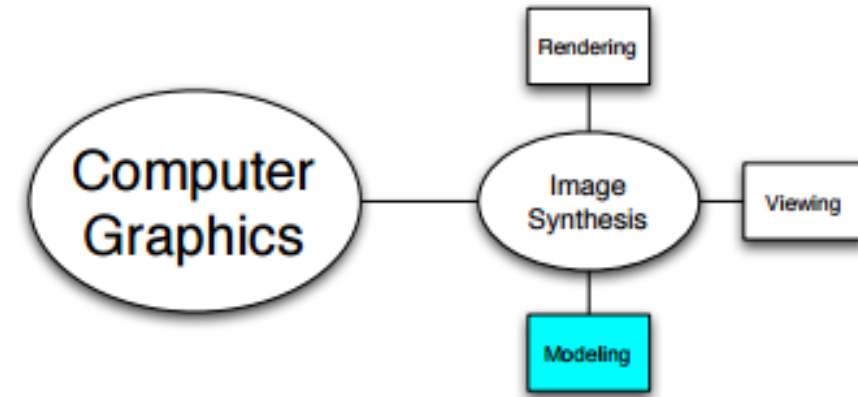 Rendering
Computer
Graphics
Image
Synthesis
Viewing
Modeling